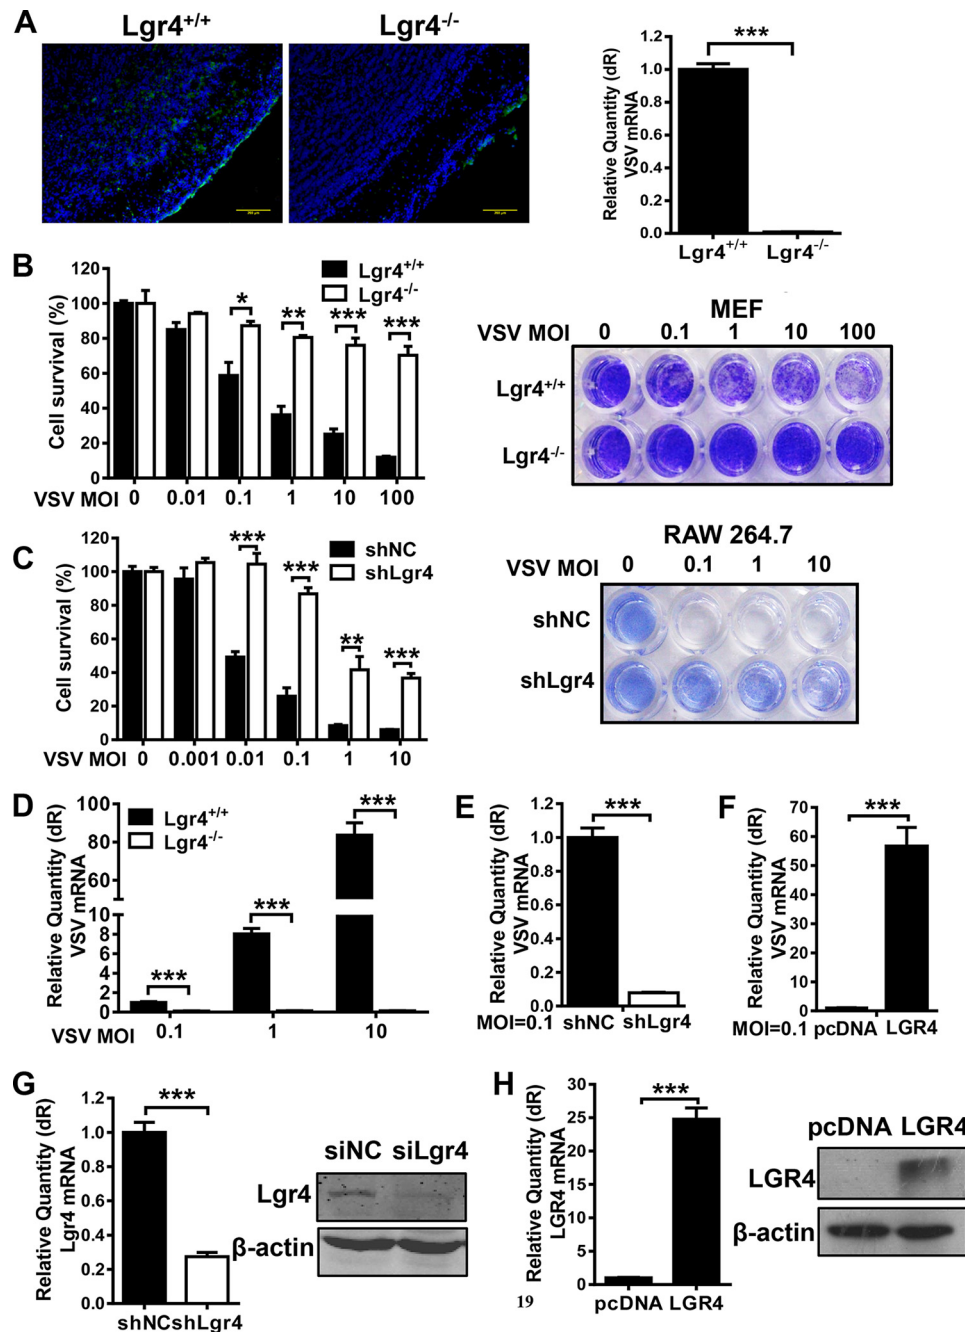 A
Lgr4+/+
Lgr4-/-
Relative Quantity (dR)
VSV mRNA
1.2
1.0
0.8
0.6
0.4
0.2
0.0
***
Lgr4+/+
Lgr4-/-
B
Cell survival (%)
120
100
80
60
40
20
0
Lgr4+/+
Lgr4-/-
*
**
***
***
VSV MOI 0 0.01 0.1 1 10 100
MEF
VSV MOI 0 0.1 1 10 100
Lgr4+/+
Lgr4-/-
C
Cell survival (%)
120
100
80
60
40
20
0
shNC
shLgr4
***
***
**
***
VSV MOI 0 0.001 0.01 0.1 1 10
RAW 264.7
VSV MOI 0 0.1 1 10
shNC
shLgr4
D
Relative Quantity (dR)
VSV mRNA
100
80
60
8
6
4
2
0
Lgr4+/+
Lgr4-/-
***
***
***
VSV MOI 0.1 1 10
E
Relative Quantity (dR)
VSV mRNA
1.2
1.0
0.8
0.6
0.4
0.2
0.0
***
MOI=0.1 shNC shLgr4
F
Relative Quantity (dR)
VSV mRNA
70
60
50
40
30
20
10
0
***
MOI=0.1 pcDNA LGR4
G
Relative Quantity (dR)
Lgr4 mRNA
1.2
1.0
0.8
0.6
0.4
0.2
0.0
***
shNC shLgr4
siNC siLgr4
Lgr4
β-actin
H
Relative Quantity (dR)
LGR4 mRNA
30
25
20
15
10
5
0
***
pcDNA LGR4
pcDNA LGR4
LGR4
β-actin
19